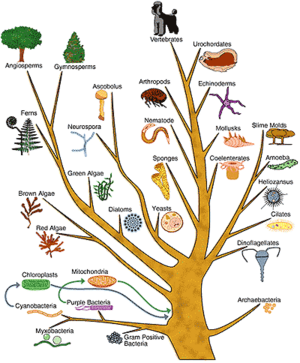 Vertebrates
Urochordates
Angiosperms
Gymnosperms
Ascobolus
Arthropods
Echinoderms
Ferns
Neurospora
Nematode
Mollusks
Slime Molds
Sponges
Coelenterates
Amoeba
Green Algae
Heliozansus
Brown Algae
Diatoms
Yeasts
Ciliates
Red Algae
Dinoflagellates
Chloroplasts
Mitochondria
Cyanobacteria
Purple Bacteria
Archaebacteria
Myxobacteria
Gram Positive
Bacteria